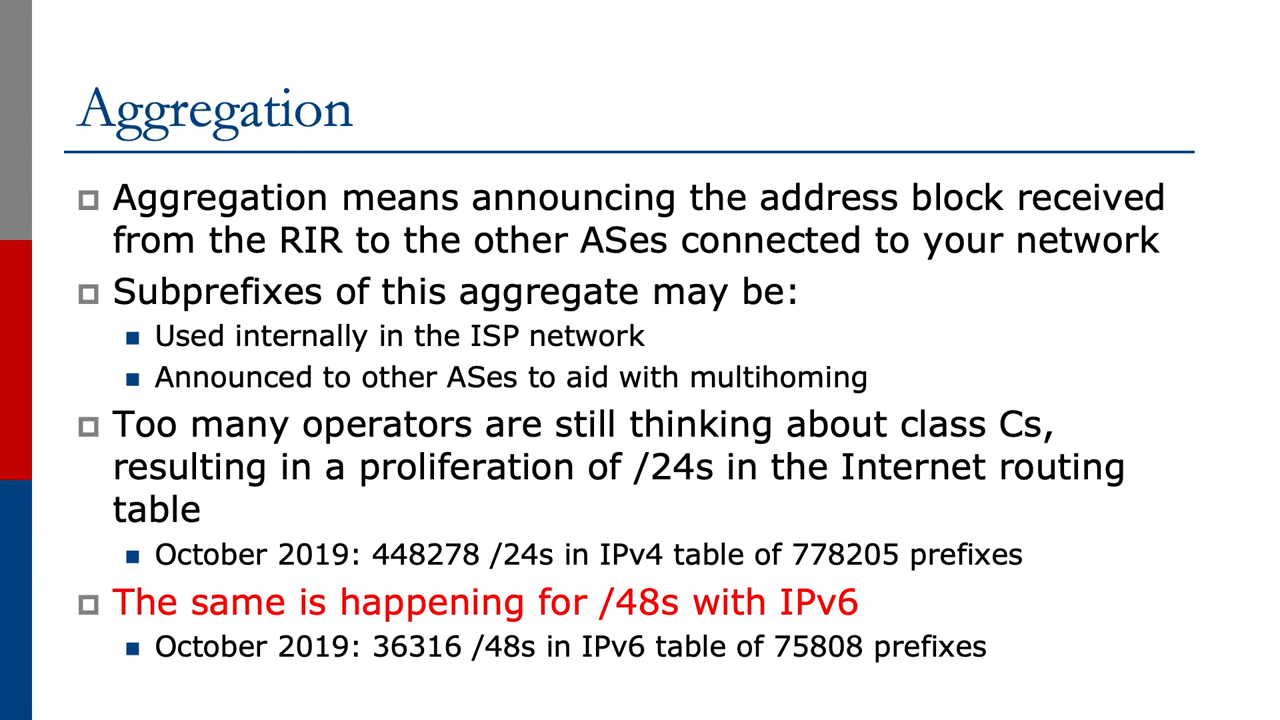 Aggregation
Aggregation means announcing the address block received
from the RIR to the other ASes connected to your network
Subprefixes of this aggregate may be:
Used internally in the ISP network
Announced to other ASes to aid with multihoming
Too many operators are still thinking about class Cs,
resulting in a proliferation of /24s in the Internet routing
table
October 2019: 448278 /24s in IPv4 table of 778205 prefixes
The same is happening for /48s with IPv6
October 2019: 36316 /48s in IPv6 table of 75808 prefixes